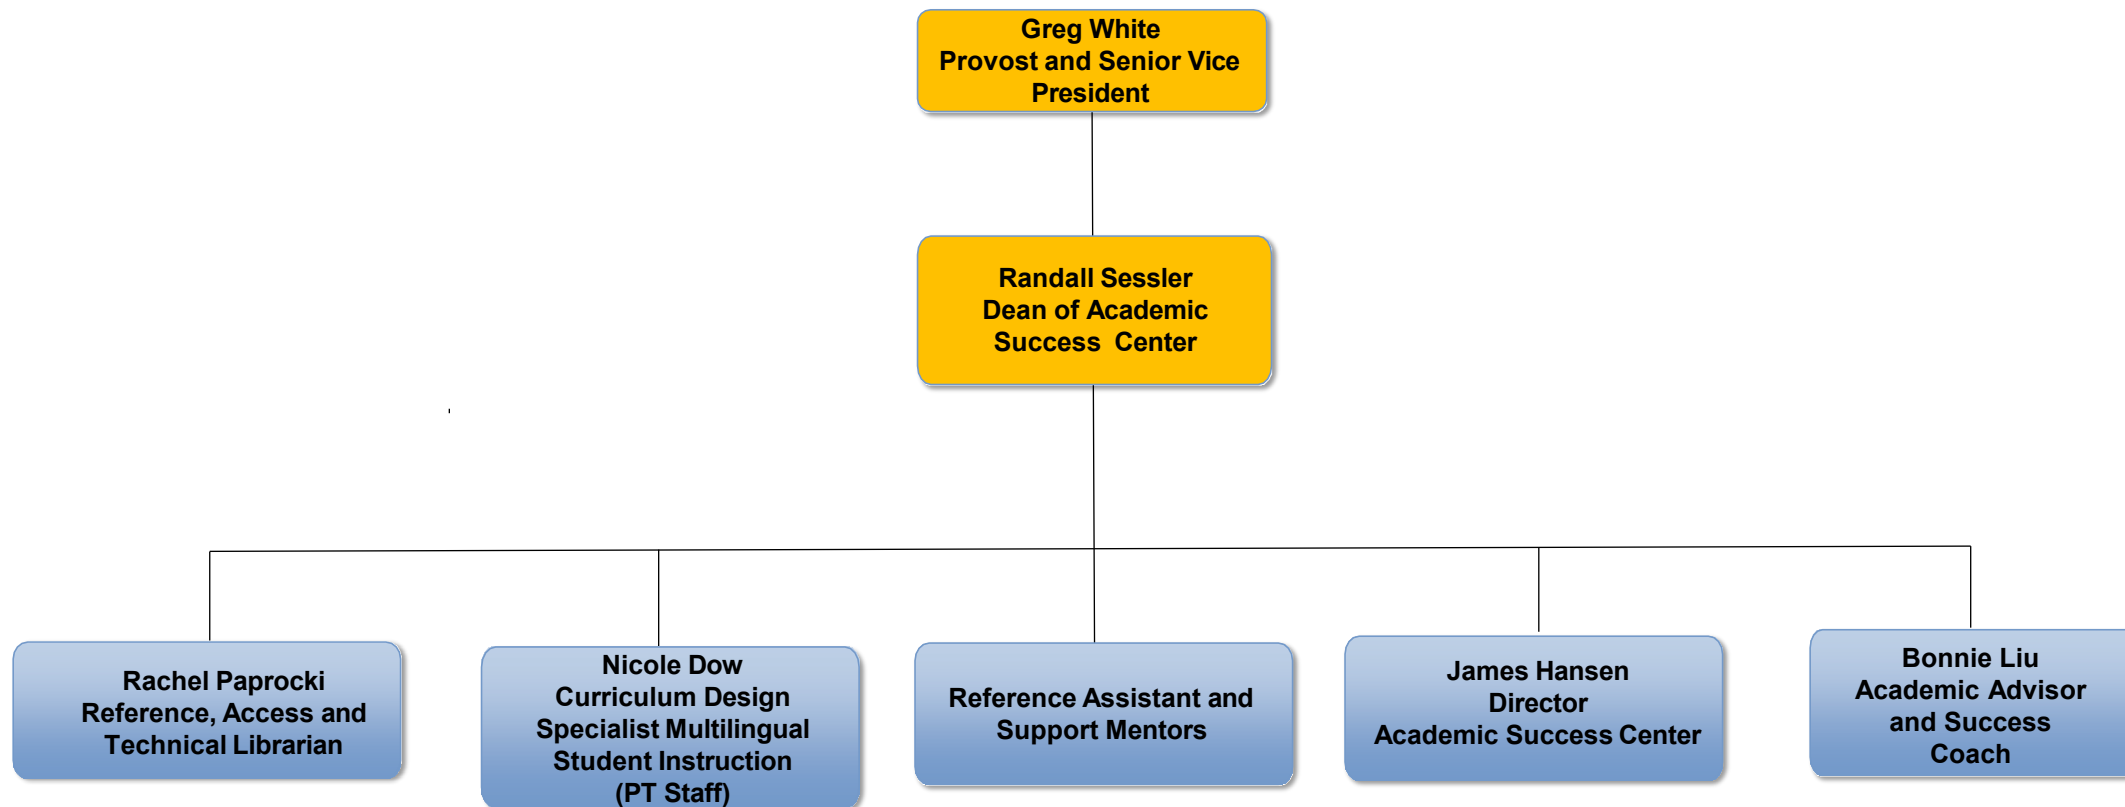 Greg White
Provost and Senior Vice
President
Randall Sessler
Dean of Academic
Success Center
Rachel Paprocki
Reference, Access and
Technical Librarian
Nicole Dow
Curriculum Design
Specialist Multilingual
Student Instruction
(PT Staff)
Reference Assistant and
Support Mentors
James Hansen
Director
Academic Success Center
Bonnie Liu
Academic Advisor
and Success
Coach